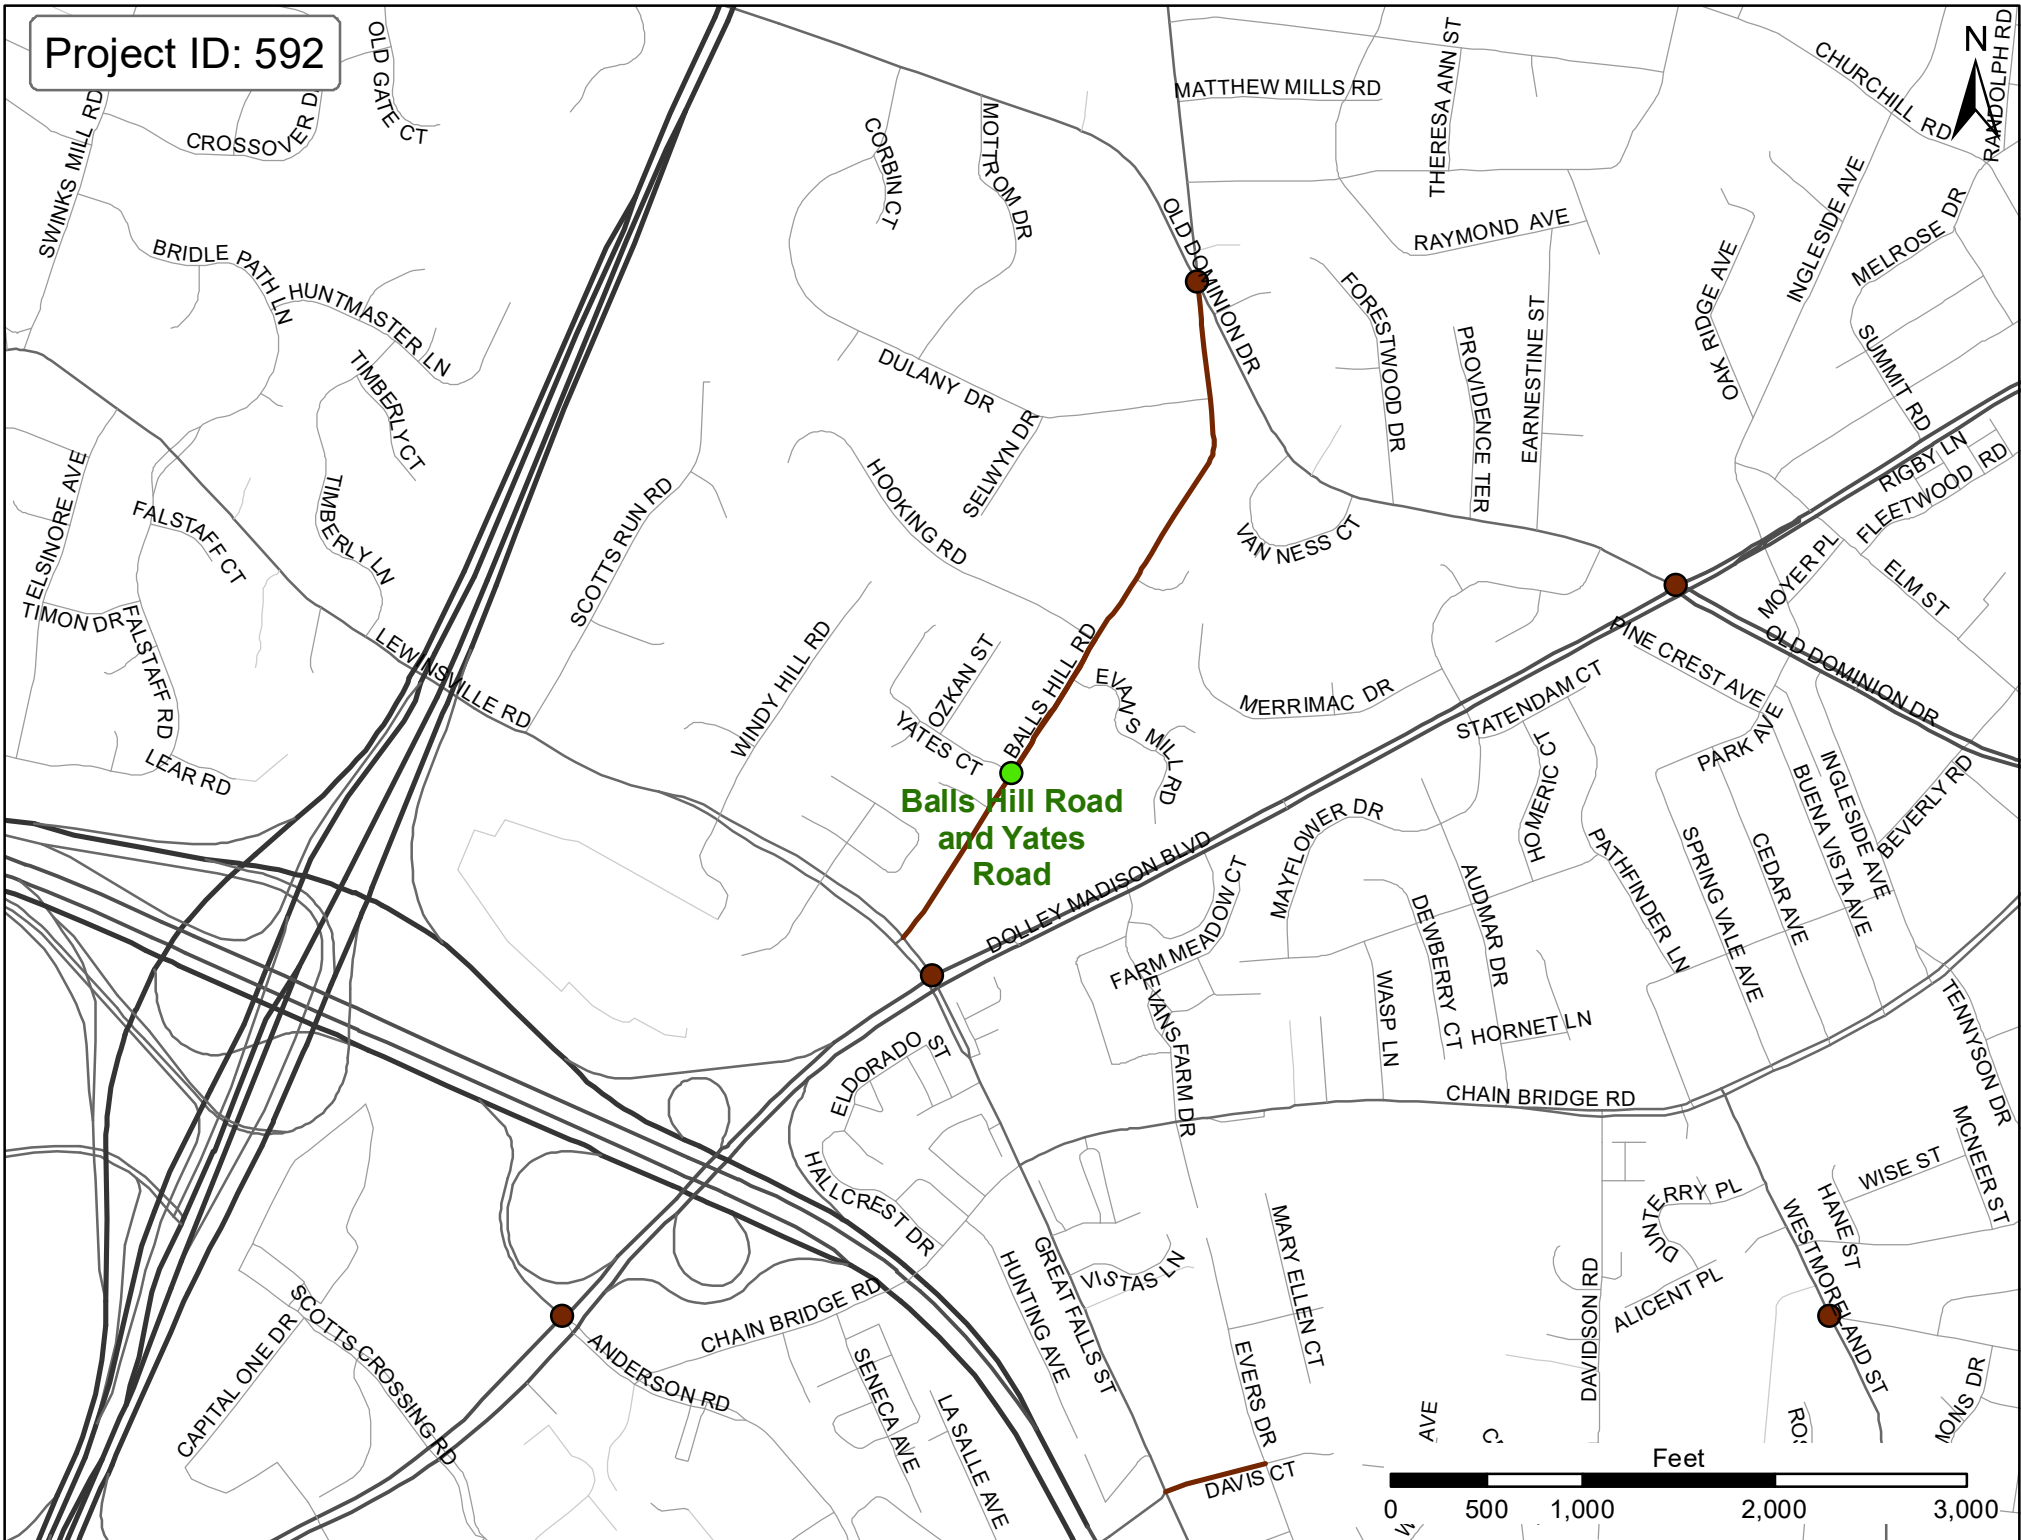 Project ID: 592
OLD GATE CT
SWINKS MILL RD
CROSSOVER D
MATTHEW MILLS RD
THERESA ANN ST
CHURCHILL RD
N
RANDOLPH RD
CORBIN CT
MOTTROM DR
OLD DOMINION DR
RAYMOND AVE
INGLESIDE AVE
MELROSE DR
BRIDLE PATH LN
HUNTMASTER LN
TIMBERLY CT
DULANY DR
SELWYN DR
FORESTWOOD DR
PROVIDENCE TER
EARNESTINE ST
OAK RIDGE AVE
SUMMIT RD
RIGBY LN
FLEETWOOD RD
ELSINORE AVE
FALSTAFF CT
TIMBERLY LN
SCOTTS RUN RD
HOOKING RD
VAN NESS CT
MOYER PL
ELM ST
TIMON DR
FALSTAFF RD
LEWINSVILLE RD
WINDY HILL RD
OZKAN ST
YATES CT
BALLS HILL RD
EVANS MILL RD
MERRIMAC DR
STATENDAM CT
PINE CREST AVE
OLD DOMINION DR
PARK AVE
LEAR RD
Balls Hill Road
and Yates
Road
DOLLEY MADISON BLVD
MAYFLOWER DR
HOMERIC CT
PATHFINDER LN
SPRING VALE AVE
CEDAR AVE
BUENA VISTA AVE
INGLESIDE AVE
BEVERLY RD
FARM MEADOW CT
EVANS FARM DR
WASP LN
DEWBERRY CT
AUDMAR DR
HORNET LN
TENNYSON DR
ELDORADO ST
CHAIN BRIDGE RD
MCNEER ST
WISE ST
HANE ST
HALLCREST DR
DUNTERRY PL
ALICENT PL
WESTMORELAND ST
VISTAS LN
MARY ELLEN CT
DAVIDSON RD
HUNTING AVE
GREAT FALLS ST
SCOTTS CROSSING RD
CAPITAL ONE DR
ANDERSON RD
CHAIN BRIDGE RD
SENECA AVE
LA SALLE AVE
EVERS DR
DAVIS CT
AVE
ROS
IONS DR
Feet
0 500 1,000 2,000 3,000